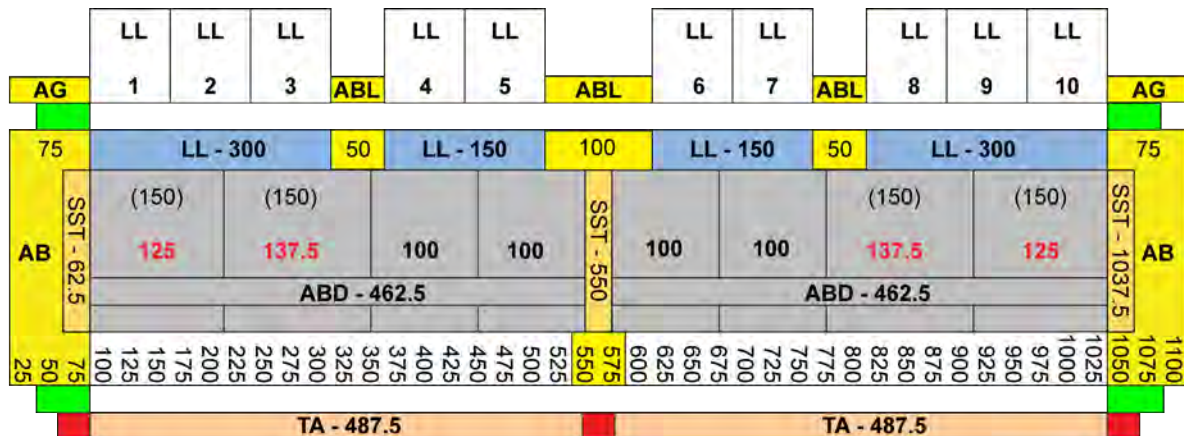 LL LL LL LL LL LL LL LL LL LL
AG 1 2 3 ABL 4 5 ABL 6 7 ABL 8 9 10 AG
75 LL - 300 50 LL - 150 100 LL - 150 50 LL - 300 75
(150) (150) (150) (150)
AB SST - 62.5 125 137.5 100 100 SST - 550 100 100 137.5 125 SST - 1037.5 AB
ABD - 462.5 ABD - 462.5
25 50 75 100 125 150 175 200 225 250 275 300 325 350 375 400 425 450 475 500 525 550 575 600 625 650 675 700 725 750 775 800 825 850 875 900 925 950 975 1000 1025 1050 1075 1100
TA - 487.5 TA - 487.5